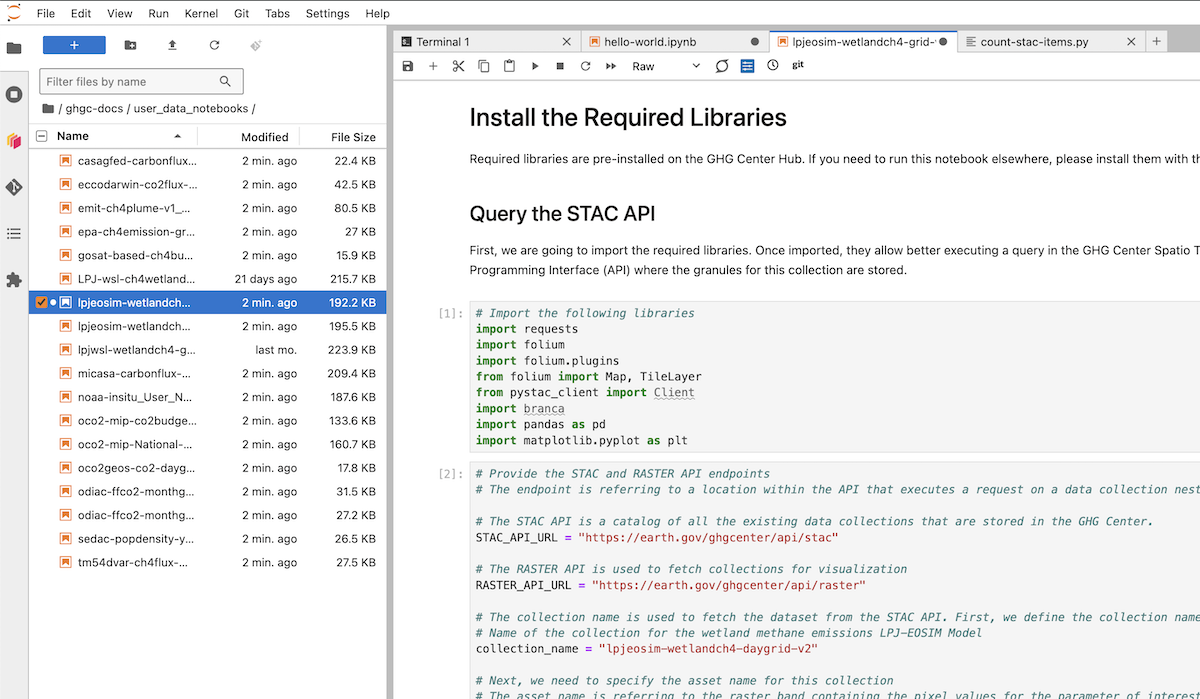 File Edit View Run Kernel Git Tabs Settings Help
+
Filter files by name
/ ghgc-docs / user_data_notebooks /
Name Modified File Size
casagfed-carbonflux... 2 min. ago 22.4 KB
eccodarwin-co2flux-... 2 min. ago 42.5 KB
emit-ch4plume-v1_... 2 min. ago 80.5 KB
epa-ch4emission-gr... 2 min. ago 27 KB
gosat-based-ch4bu... 2 min. ago 15.9 KB
LPJ-wsl-ch4wetland... 21 days ago 215.7 KB
lpjeosim-wetlandch... 2 min. ago 192.2 KB
lpjeosim-wetlandch... 2 min. ago 195.5 KB
lpjwsl-wetlandch4-g... last mo. 223.9 KB
micasa-carbonflux-... 2 min. ago 209.4 KB
noaa-insitu_User_N... 2 min. ago 187.6 KB
oco2-mip-co2budge... 2 min. ago 133.6 KB
oco2-mip-National-... 2 min. ago 160.7 KB
oco2geos-co2-dayg... 2 min. ago 17.8 KB
odiac-ffco2-monthg... 2 min. ago 31.5 KB
odiac-ffco2-monthg... 2 min. ago 27.2 KB
sedac-popdensity-y... 2 min. ago 26.5 KB
tm54dvar-ch4flux-... 2 min. ago 27.5 KB
Terminal 1 hello-world.ipynb lpjeosim-wetlandch4-grid- count-stac-items.py
Raw git
Install the Required Libraries
Required libraries are pre-installed on the GHG Center Hub. If you need to run this notebook elsewhere, please install them with th
Query the STAC API
First, we are going to import the required libraries. Once imported, they allow better executing a query in the GHG Center Spatio T
Programming Interface (API) where the granules for this collection are stored.
[1]: # Import the following libraries
import requests
import folium
import folium.plugins
from folium import Map, TileLayer
from pystac_client import Client
import branca
import pandas as pd
import matplotlib.pyplot as plt
[2]: # Provide the STAC and RASTER API endpoints
# The endpoint is referring to a location within the API that executes a request on a data collection nest
# The STAC API is a catalog of all the existing data collections that are stored in the GHG Center.
STAC_API_URL = "https://earth.gov/ghgcenter/api/stac"
# The RASTER API is used to fetch collections for visualization
RASTER_API_URL = "https://earth.gov/ghgcenter/api/raster"
# The collection name is used to fetch the dataset from the STAC API. First, we define the collection name
# Name of the collection for the wetland methane emissions LPJ-EOSIM Model
collection_name = "lpjeosim-wetlandch4-daygrid-v2"
# Next, we need to specify the asset name for this collection
# The asset name is referring to the raster band containing the pixel values for the parameter of interest